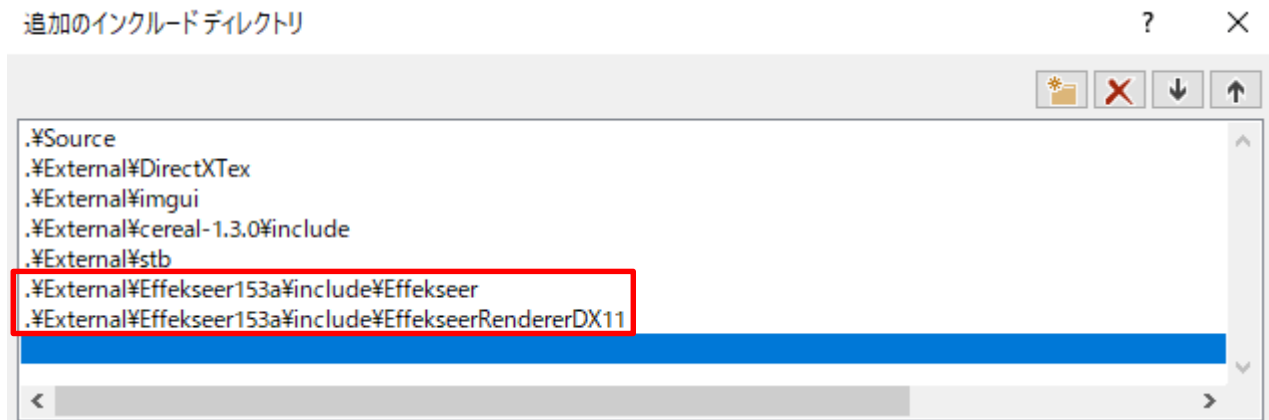 追加のインクルード ディレクトリ
?
.¥Source
.¥External¥DirectXTex
.¥External¥imgui
.¥External¥cereal-1.3.0¥include
.¥External¥stb
.¥External¥Effekseer153a¥include¥Effekseer
.¥External¥Effekseer153a¥include¥EffekseerRendererDX11